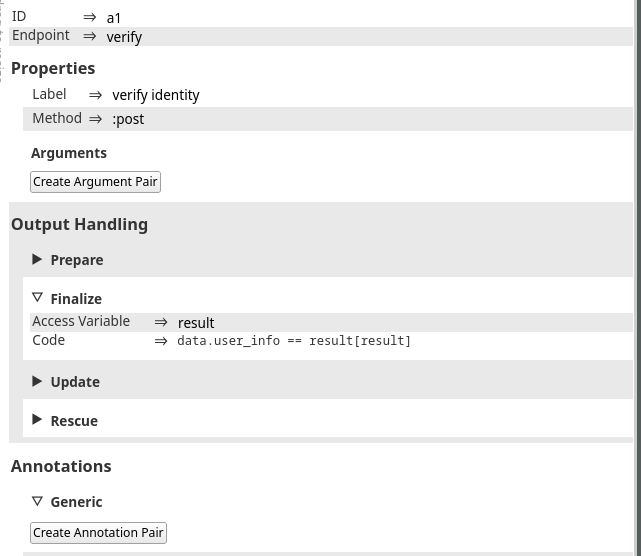 ID ⇒ a1
Endpoint ⇒ verify
Properties
Label ⇒ verify identity
Method ⇒ :post
Arguments
Create Argument Pair
Output Handling
▶ Prepare
▽ Finalize
Access Variable ⇒ result
Code ⇒ data.user_info == result[result]
▶ Update
▶ Rescue
Annotations
▽ Generic
Create Annotation Pair